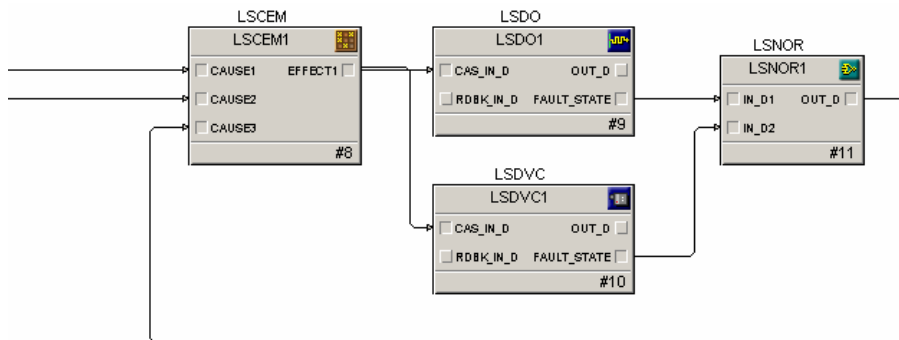 LSCEM
LSCEM1
CAUSE1 EFFECT1
CAUSE2
CAUSE3
#8
LSDO
LSDO1
CAS_IN_D OUT_D
RDBK_IN_D FAULT_STATE
#9
LSDVC
LSDVC1
CAS_IN_D OUT_D
RDBK_IN_D FAULT_STATE
#10
LSNOR
LSNOR1
IN_D1 OUT_D
IN_D2
#11